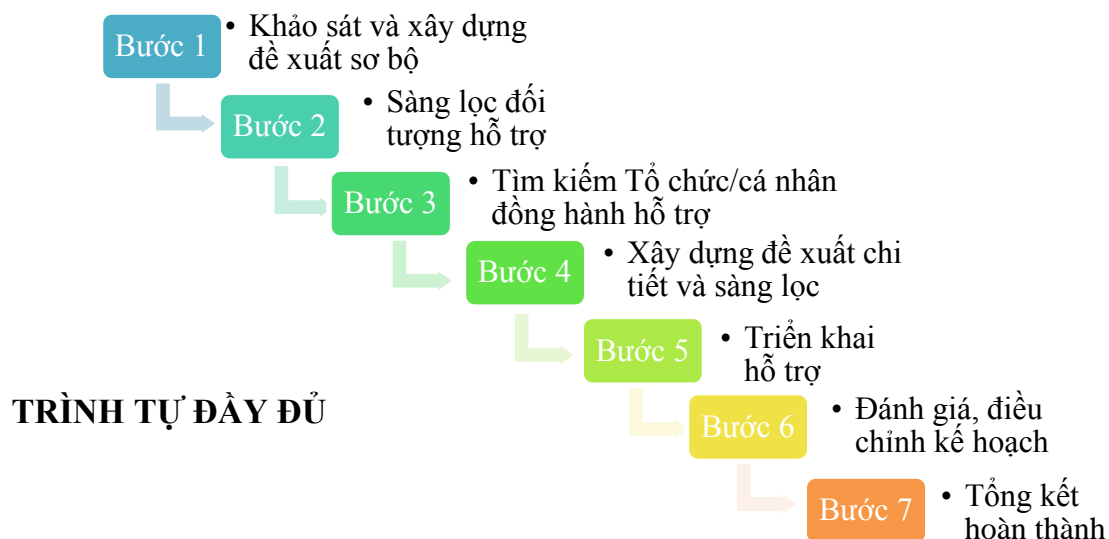 Bước 1
• Khảo sát và xây dựng
đề xuất sơ bộ
Bước 2
• Sàng lọc đối
tượng hỗ trợ
Bước 3
• Tìm kiếm Tổ chức/cá nhân
đồng hành hỗ trợ
Bước 4
• Xây dựng đề xuất chi
tiết và sàng lọc
Bước 5
• Triển khai
hỗ trợ
TRÌNH TỰ ĐẦY ĐỦ
Bước 6
• Đánh giá, điều
chỉnh kế hoạch
Bước 7
• Tổng kết
hoàn thành